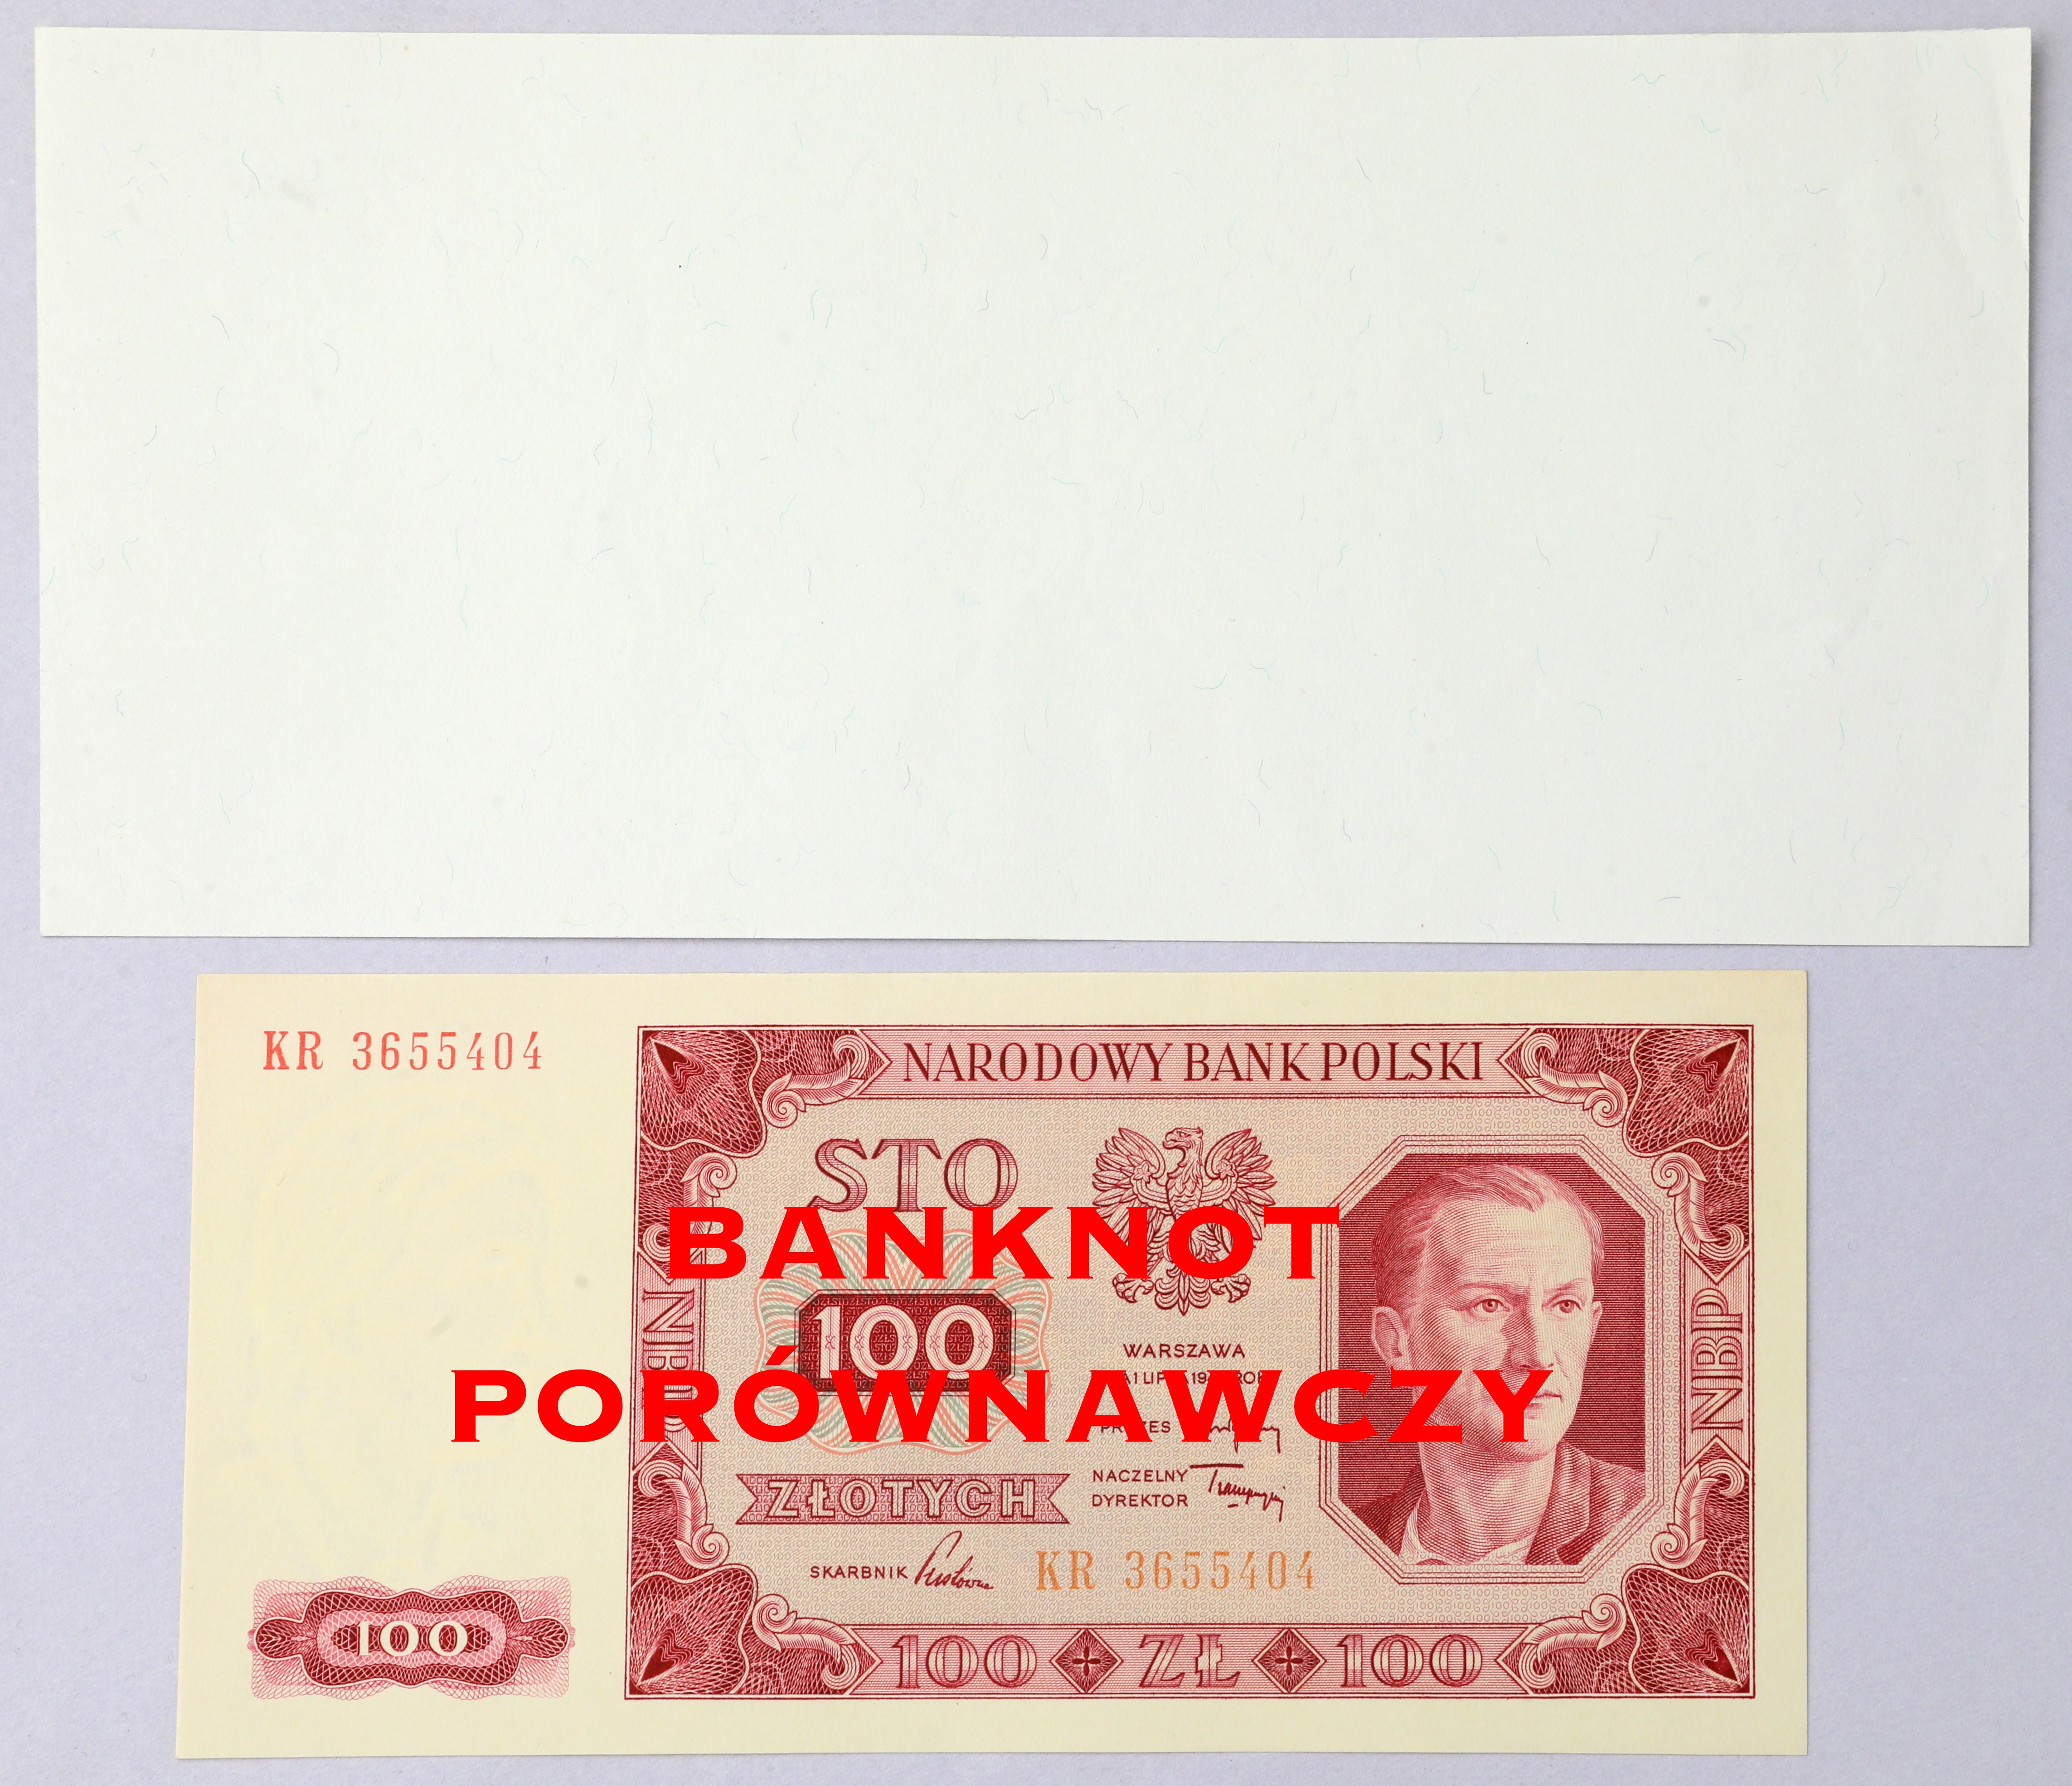 KR 3655404
NARODOWY BANK POLSKI
STO
BANKNOT
100
WARSZAWA
PORÓWNAWCZY
NBP
NBP
NACZELNY
DYREKTOR
ZŁOTYCH
SKARBNIK
KR 3655404
100
100 ZŁ 100